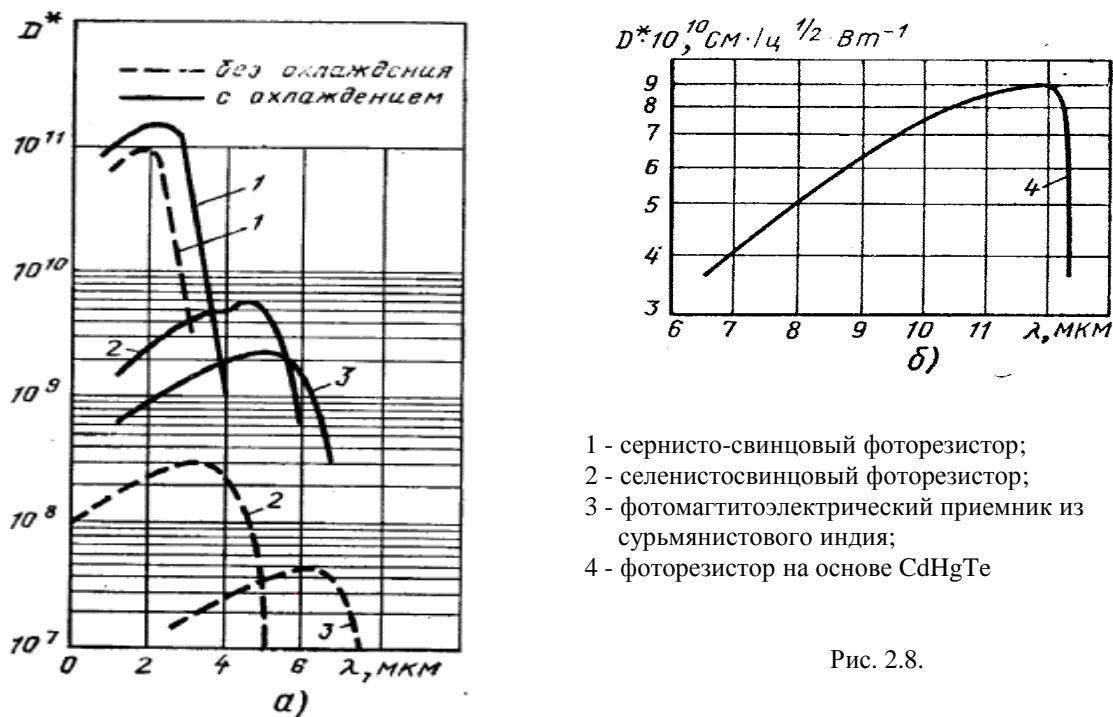 D*
без охлаждения
с охлаждением
10¹¹
10¹⁰
10⁹
10⁸
10⁷
1
1
2
3
2
3
0 2 4 6 λ, мкм
а)
D*·10,¹⁰см·Гц ¹/²· Вт⁻¹
9
8
7
6
5
4
3
4
6 7 8 9 10 11 λ, мкм
б)
1 - сернисто-свинцовый фоторезистор;
2 - селенистосвинцовый фоторезистор;
3 - фотомагтитоэлектрический приемник из
сурьмянистового индия;
4 - фоторезистор на основе CdHgTe
Рис. 2.8.